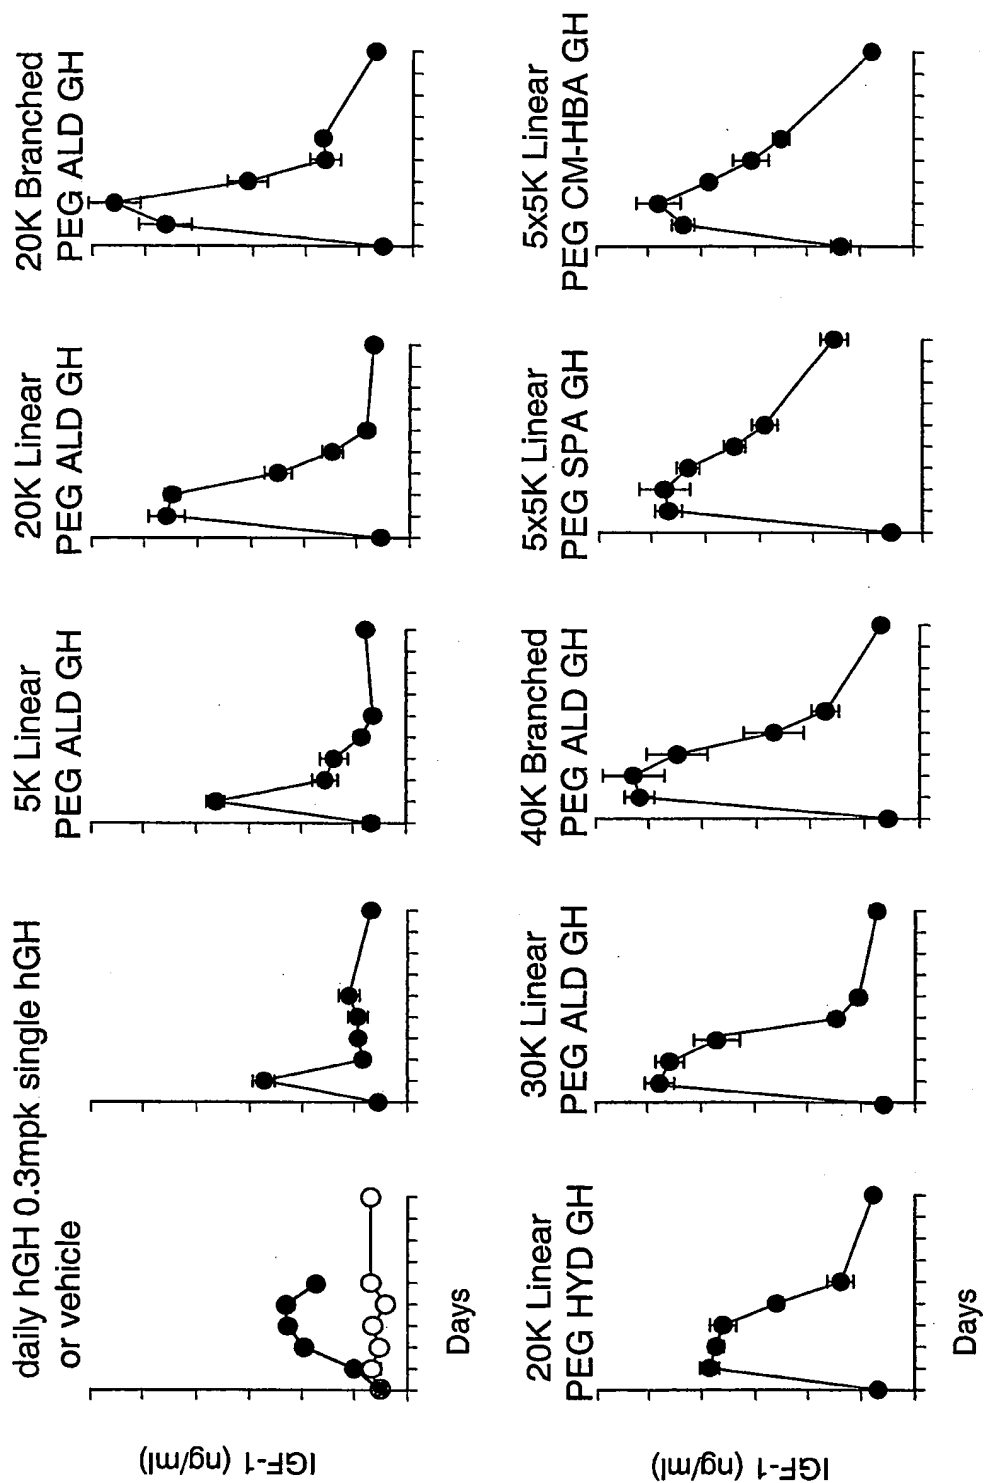 daily hGH 0.3mpk
or vehicle
single hGH
5K Linear
PEG ALD GH
20K Linear
PEG ALD GH
20K Branched
PEG ALD GH
IGF-1 (ng/ml)
Days
20K Linear
PEG HYD GH
30K Linear
PEG ALD GH
40K Branched
PEG ALD GH
5x5K Linear
PEG SPA GH
5x5K Linear
PEG CM-HBA GH
IGF-1 (ng/ml)
Days